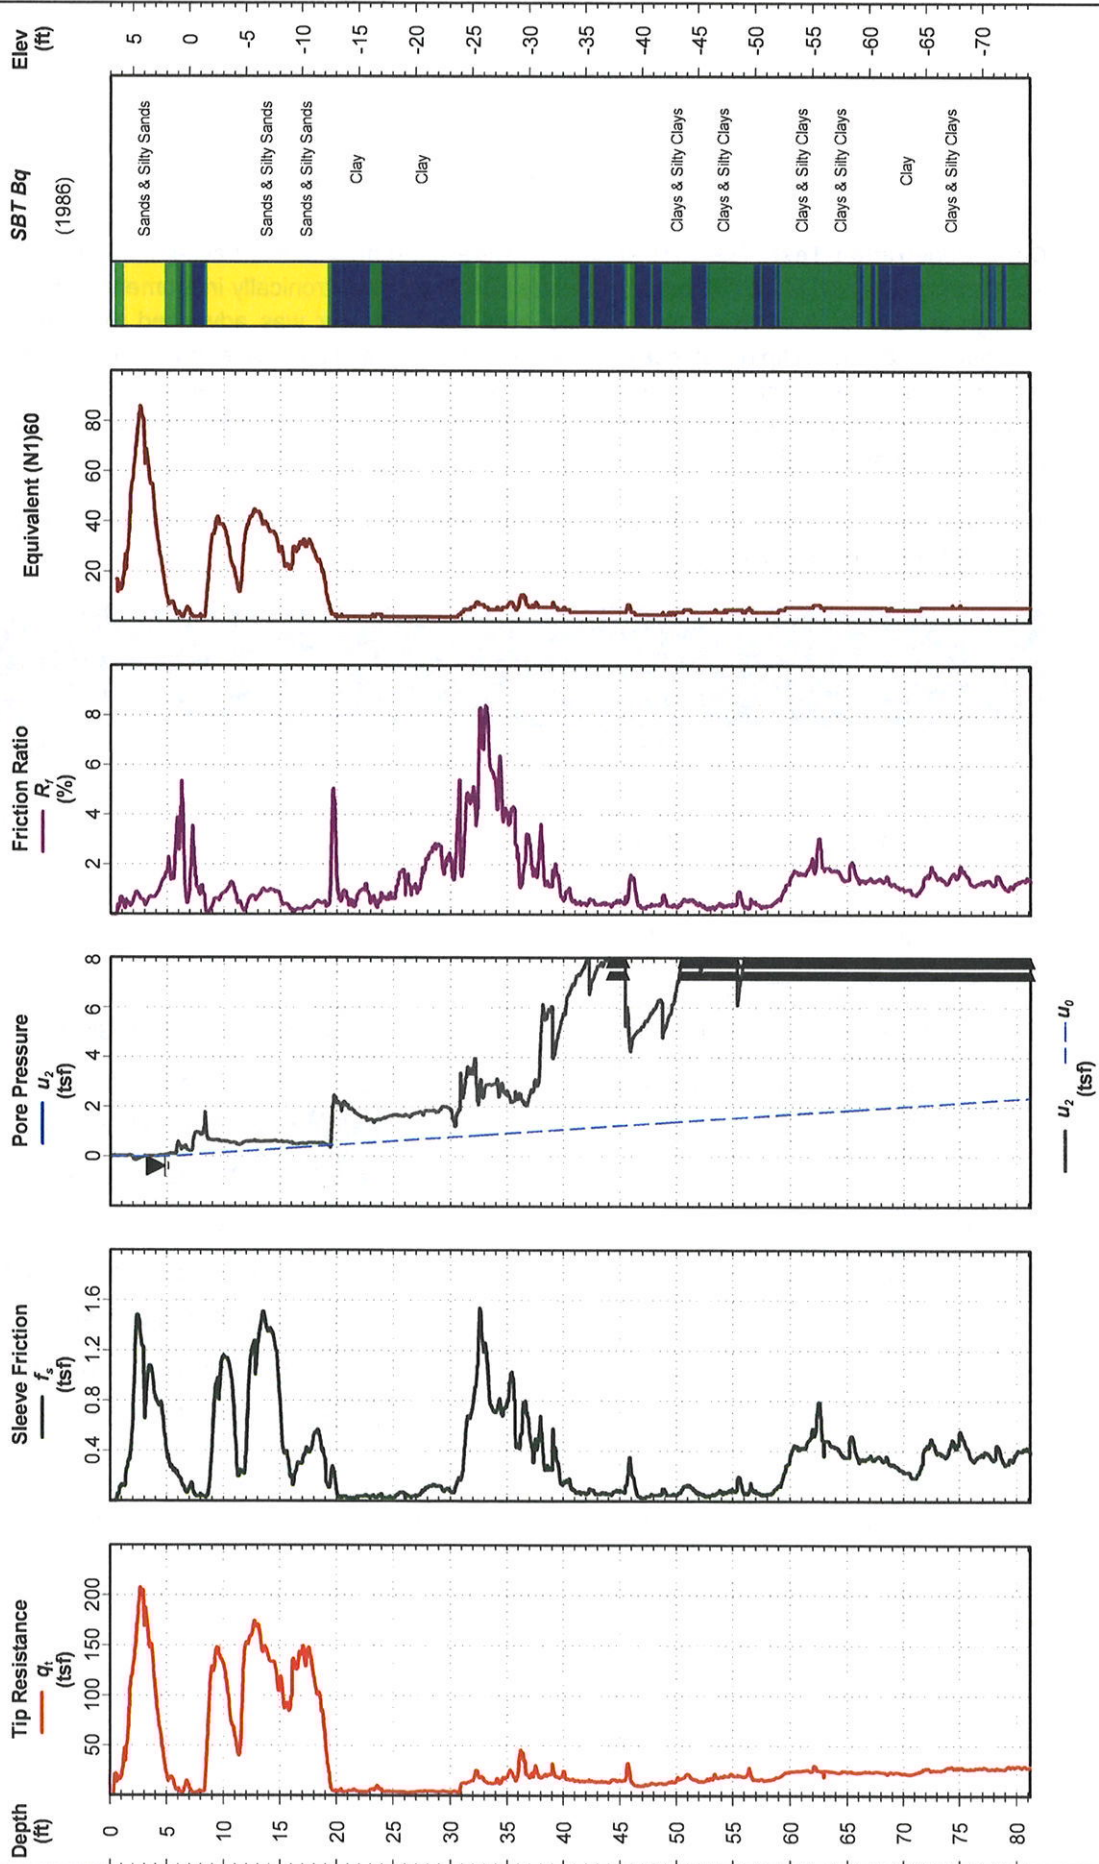 Depth
(ft)
0
5
10
15
20
25
30
35
40
45
50
55
60
65
70
75
80
Tip Resistance
qt
(tsf)
50
100
150
200
Sleeve Friction
fs
(tsf)
0.4
0.8
1.2
1.6
Pore Pressure
u2
(tsf)
0
2
4
6
8
Friction Ratio
Rf
(%)
2
4
6
8
Equivalent (N1)60
20
40
60
80
SBT Bq
(1986)
Sands & Silty Sands
Sands & Silty Sands
Sands & Silty Sands
Clay
Clay
Clays & Silty Clays
Clays & Silty Clays
Clays & Silty Clays
Clays & Silty Clays
Clay
Clays & Silty Clays
Elev
(ft)
5
0
-5
-10
-15
-20
-25
-30
-35
-40
-45
-50
-55
-60
-65
-70
u2 u0
(tsf)